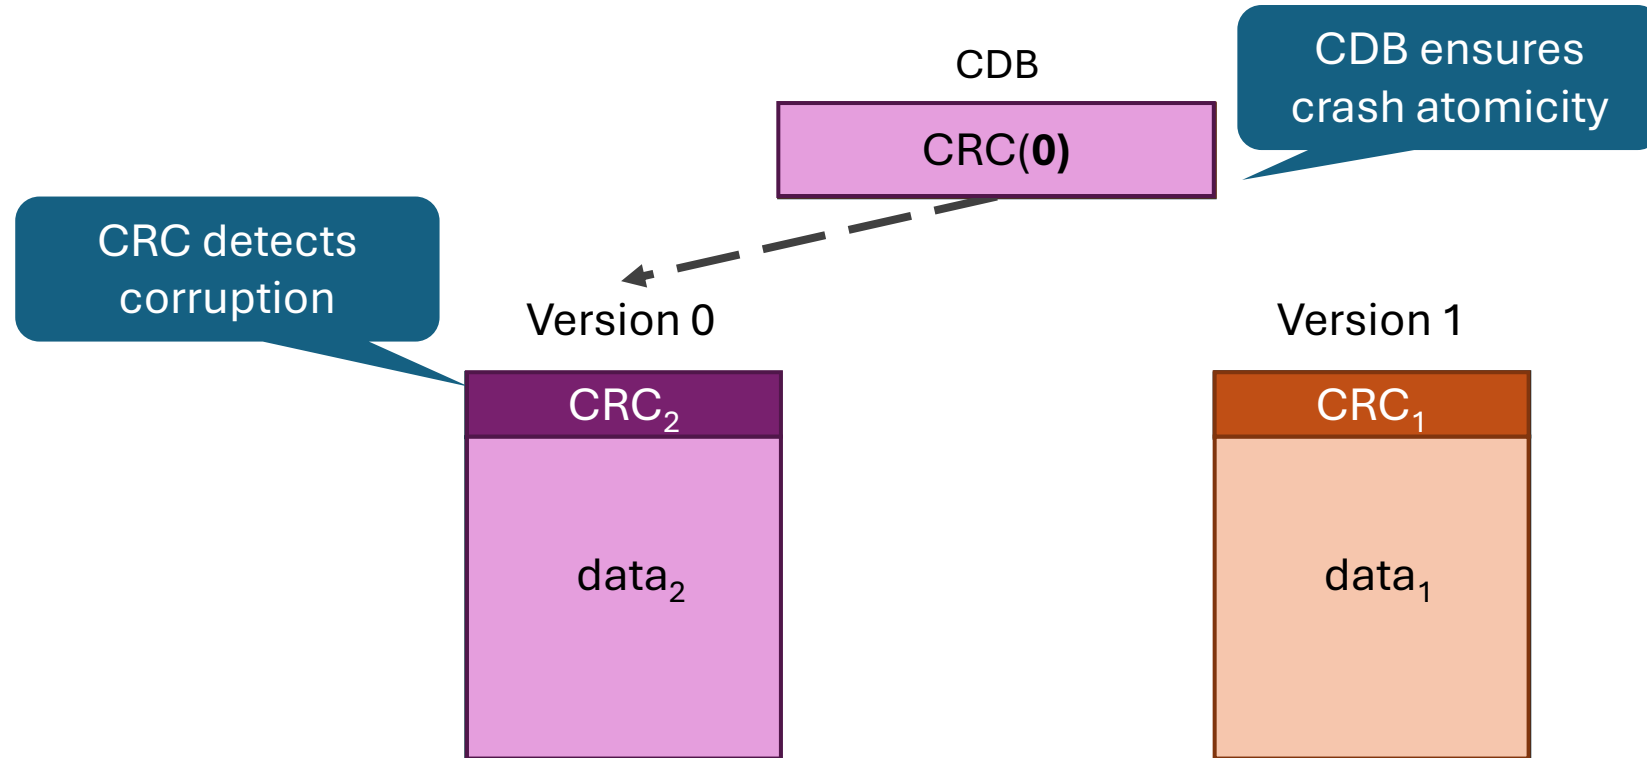 CDB
CRC(0)
CDB ensures
crash atomicity
CRC detects
corruption
Version 0
Version 1
CRC₂
data₂
CRC₁
data₁